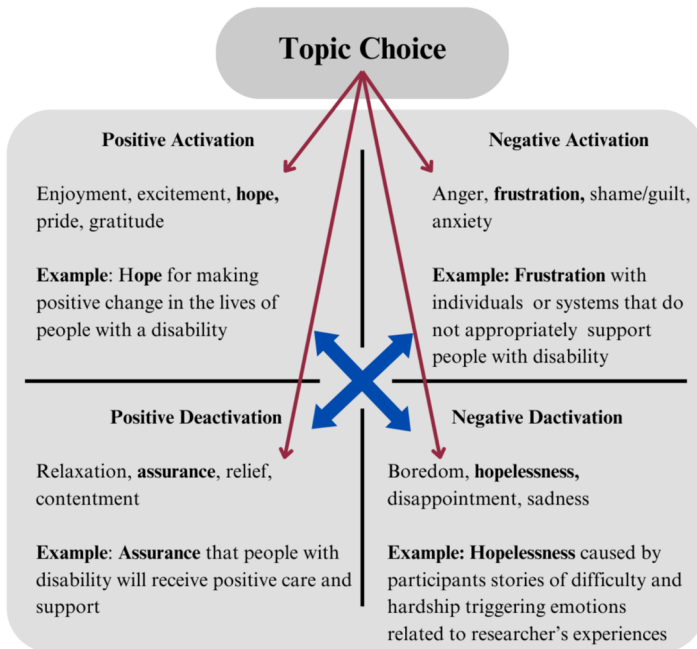 Topic Choice
Positive Activation
Enjoyment, excitement, hope,
pride, gratitude
Example: Hope for making
positive change in the lives of
people with a disability
Negative Activation
Anger, frustration, shame/guilt,
anxiety
Example: Frustration with
individuals or systems that do
not appropriately support
people with disability
Positive Deactivation
Relaxation, assurance, relief,
contentment
Example: Assurance that people with
disability will receive positive care and
support
Negative Dactivation
Boredom, hopelessness,
disappointment, sadness
Example: Hopelessness caused by
participants stories of difficulty and
hardship triggering emotions
related to researcher's experiences